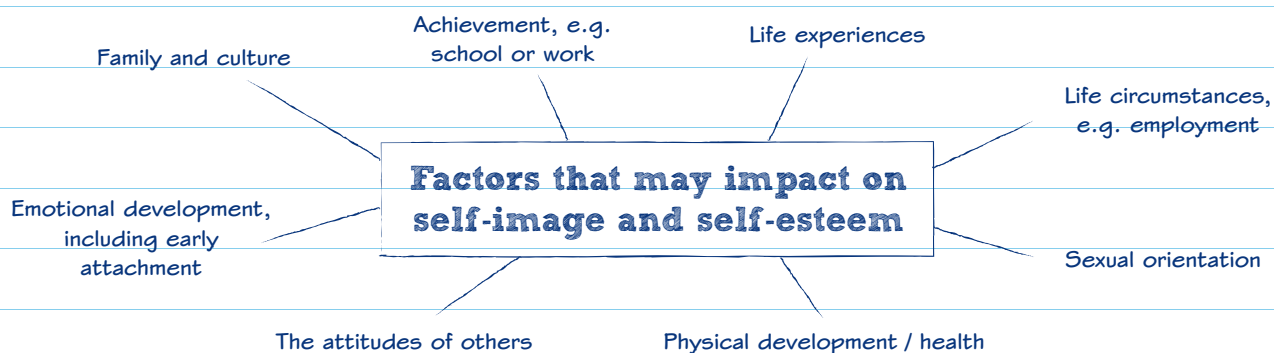 Achievement, e.g.
school or work
Life experiences
Family and culture
Life circumstances,
e.g. employment
Factors that may impact on
self-image and self-esteem
Emotional development,
including early
attachment
Sexual orientation
The attitudes of others
Physical development / health